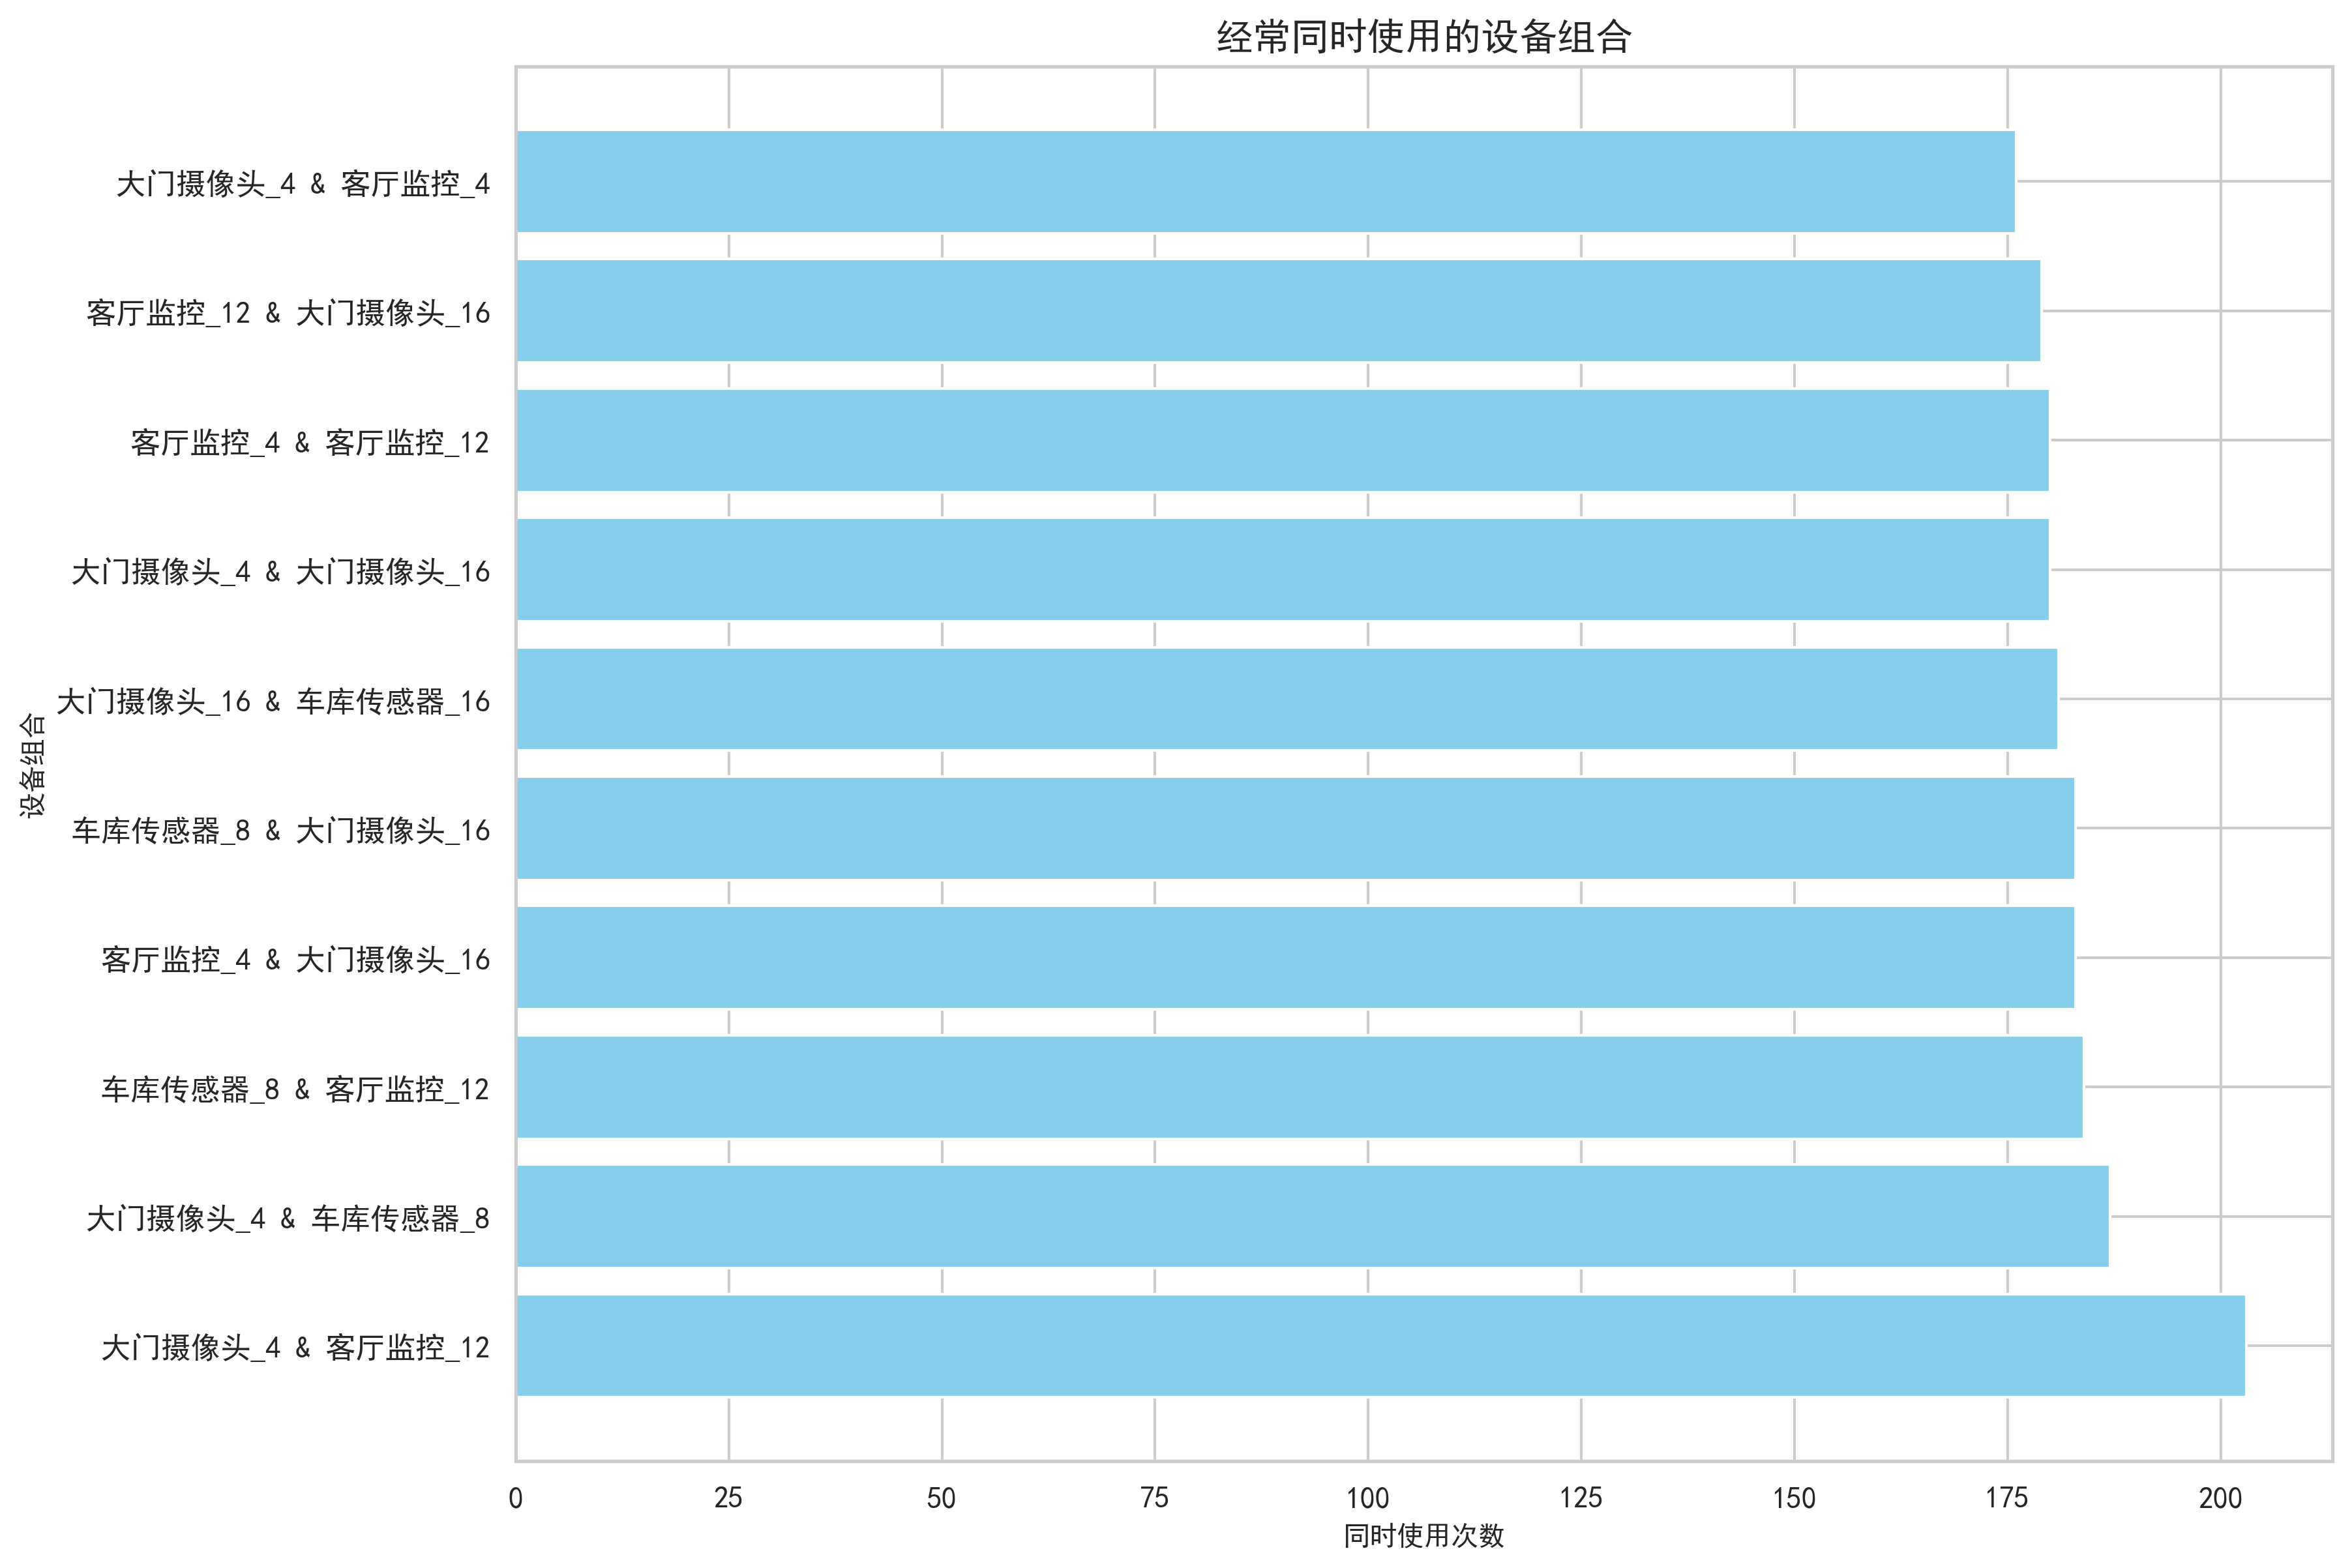 经常同时使用的设备组合
大门摄像头_4 & 客厅监控_4
客厅监控_12 & 大门摄像头_16
客厅监控_4 & 客厅监控_12
大门摄像头_4 & 大门摄像头_16
大门摄像头_16 & 车库传感器_16
车库传感器_8 & 大门摄像头_16
客厅监控_4 & 大门摄像头_16
车库传感器_8 & 客厅监控_12
大门摄像头_4 & 车库传感器_8
大门摄像头_4 & 客厅监控_12
设备组合
0 25 50 75 100 125 150 175 200
同时使用次数